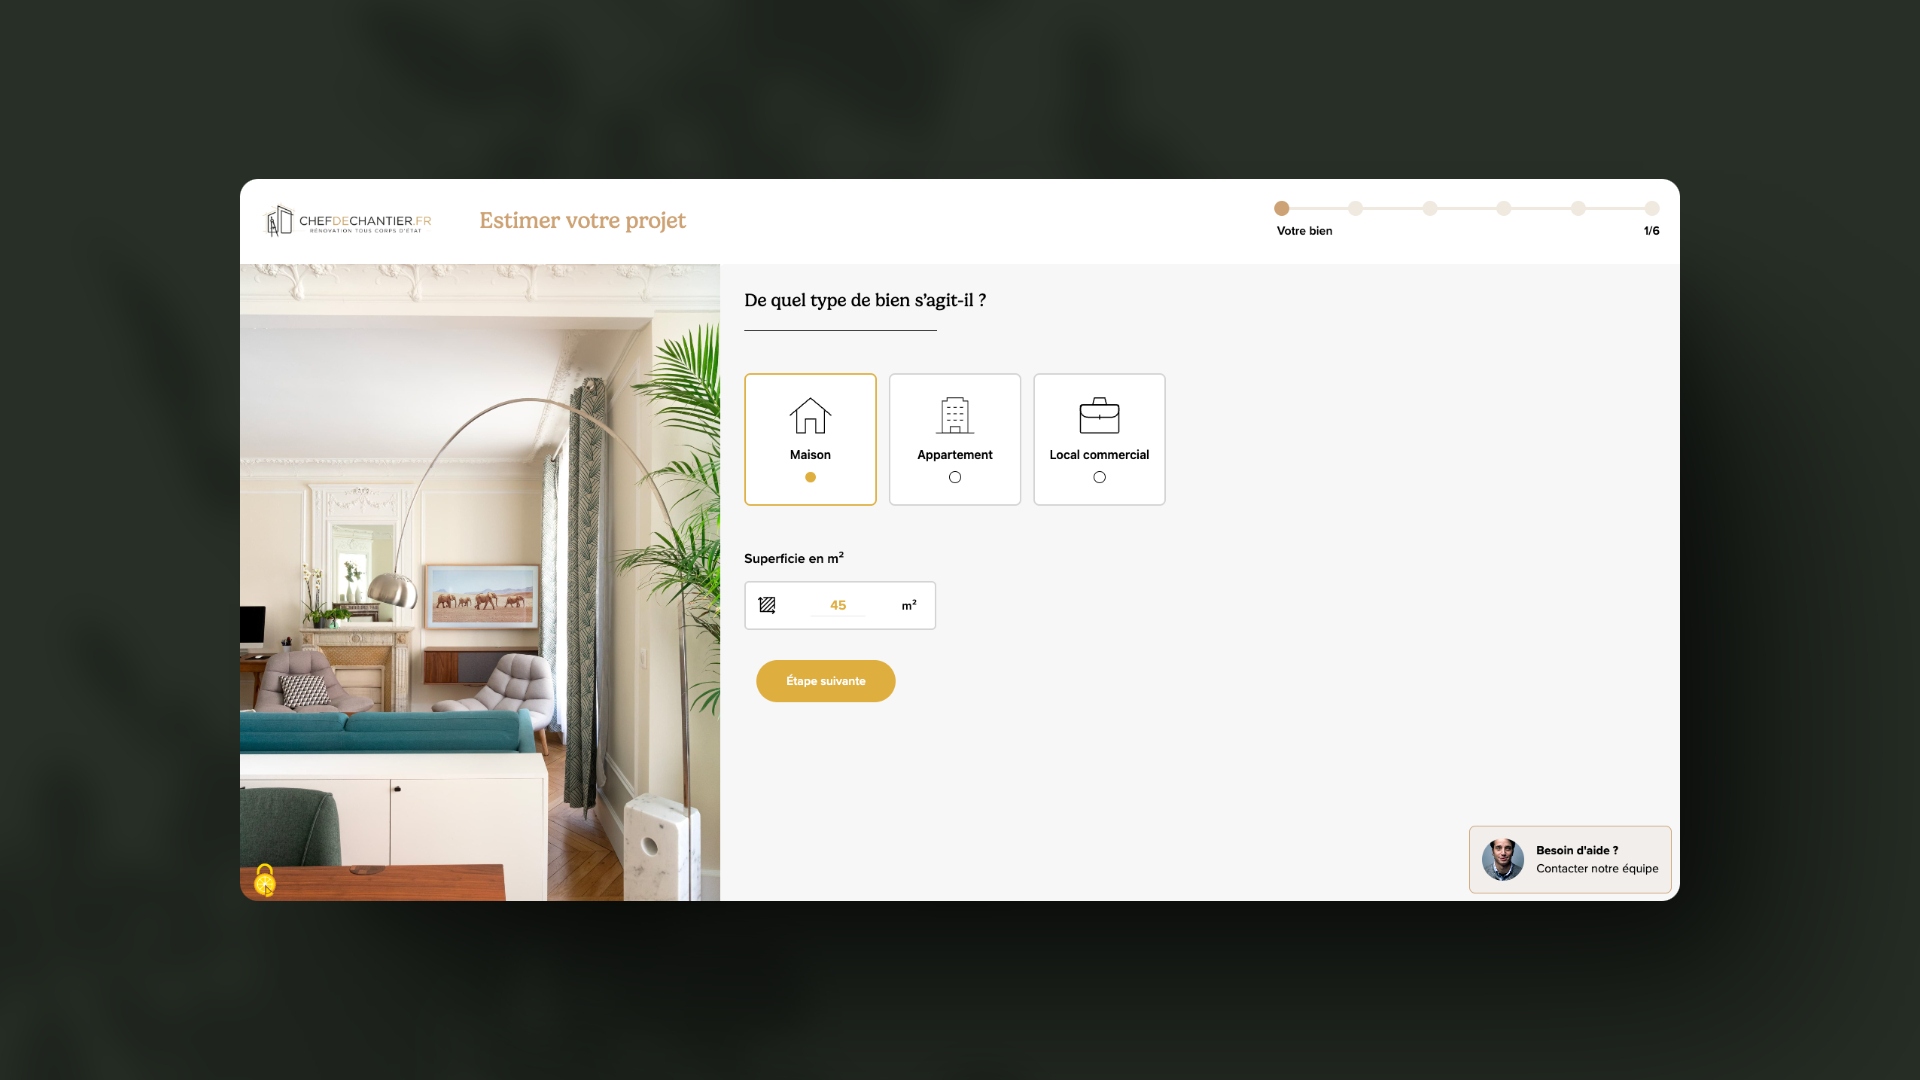 CHEFDECHANTIER.FR
RÉNOVATION TOUS CORPS D'ÉTAT
Estimer votre projet
Votre bien
1/6
De quel type de bien s’agit-il ?
Maison
Appartement
Local commercial
Superficie en m²
45
m²
Étape suivante
Besoin d'aide ?
Contacter notre équipe